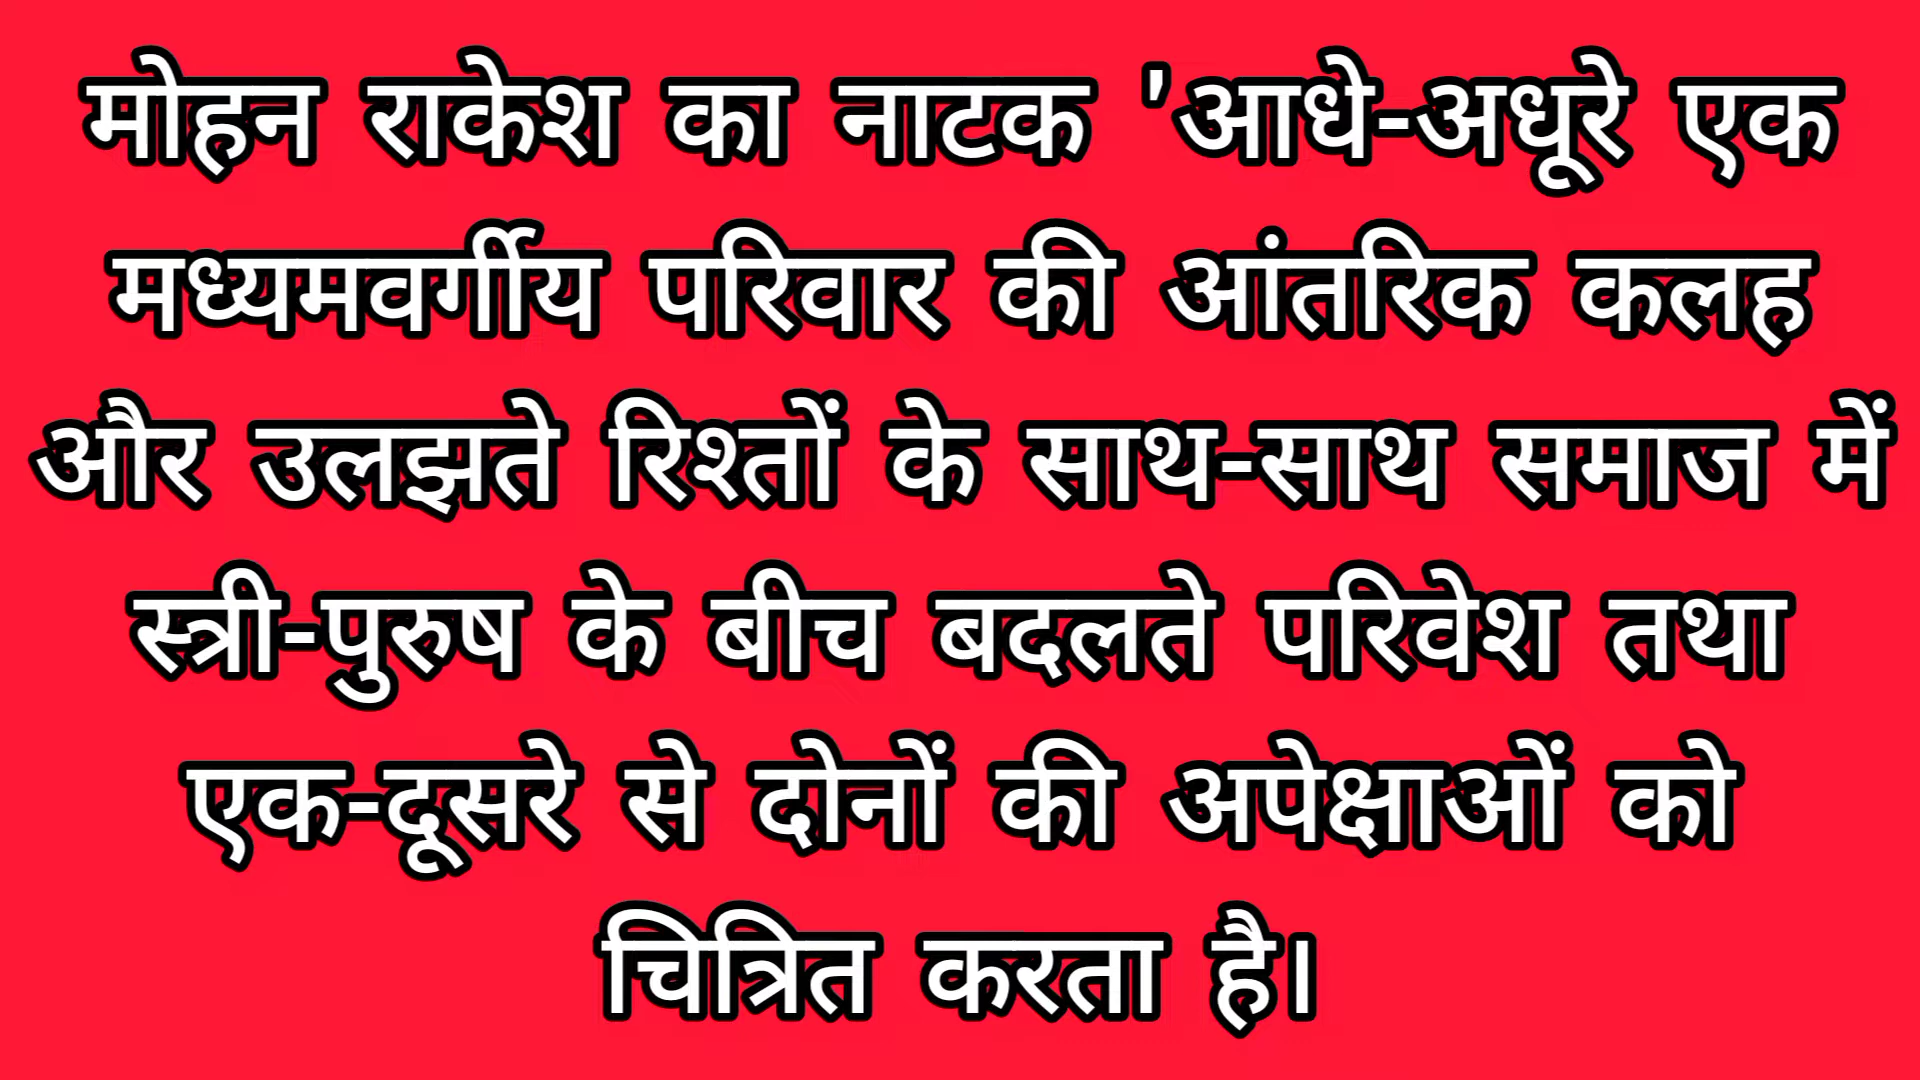 मोहन राकेश का नाटक 'आधे-अधूरे एक
मध्यमवर्गीय परिवार की आंतरिक कलह
और उलझते रिश्तों के साथ-साथ समाज में
स्त्री-पुरुष के बीच बदलते परिवेश तथा
एक-दूसरे से दोनों की अपेक्षाओं को
चित्रित करता है।